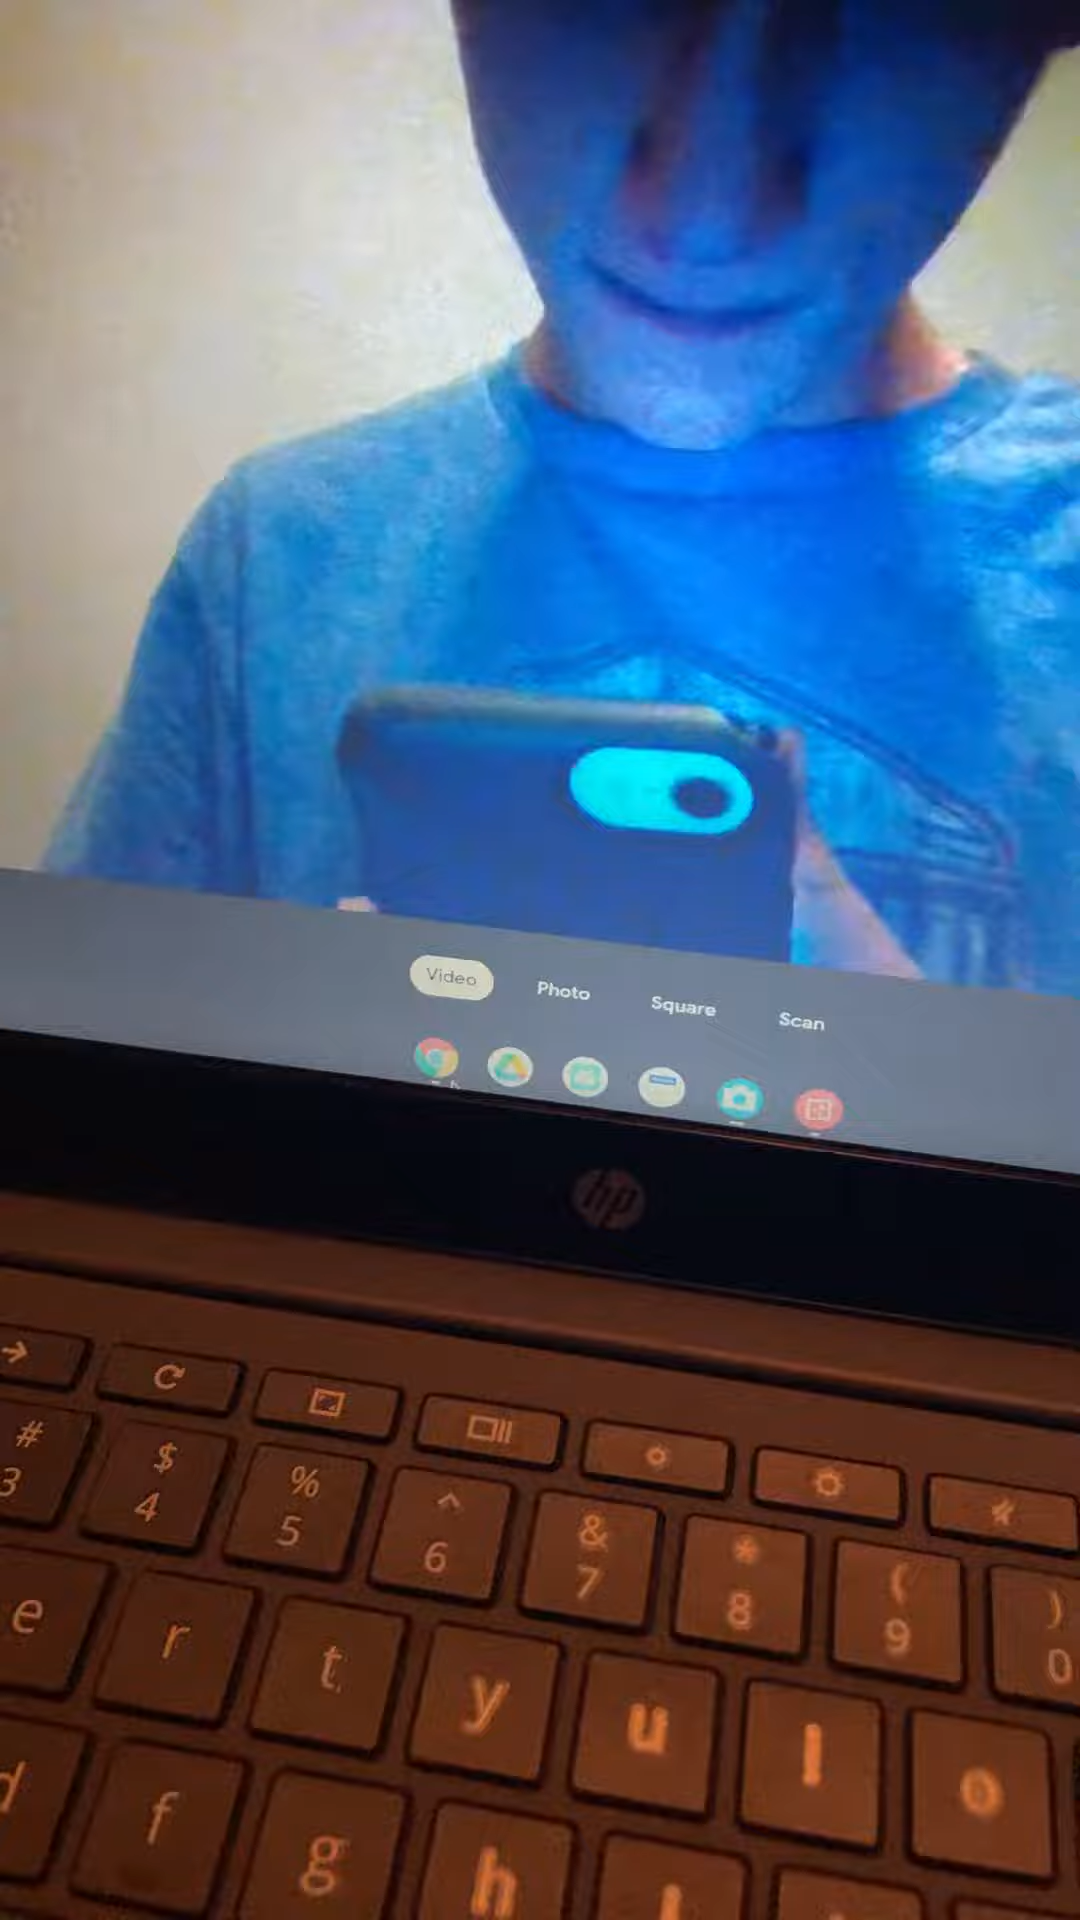 Video Photo Square Scan
hp
# $ % ^ & * ( )
3 4 5 6 7 8 9 0
e r t y u i o
d f g h